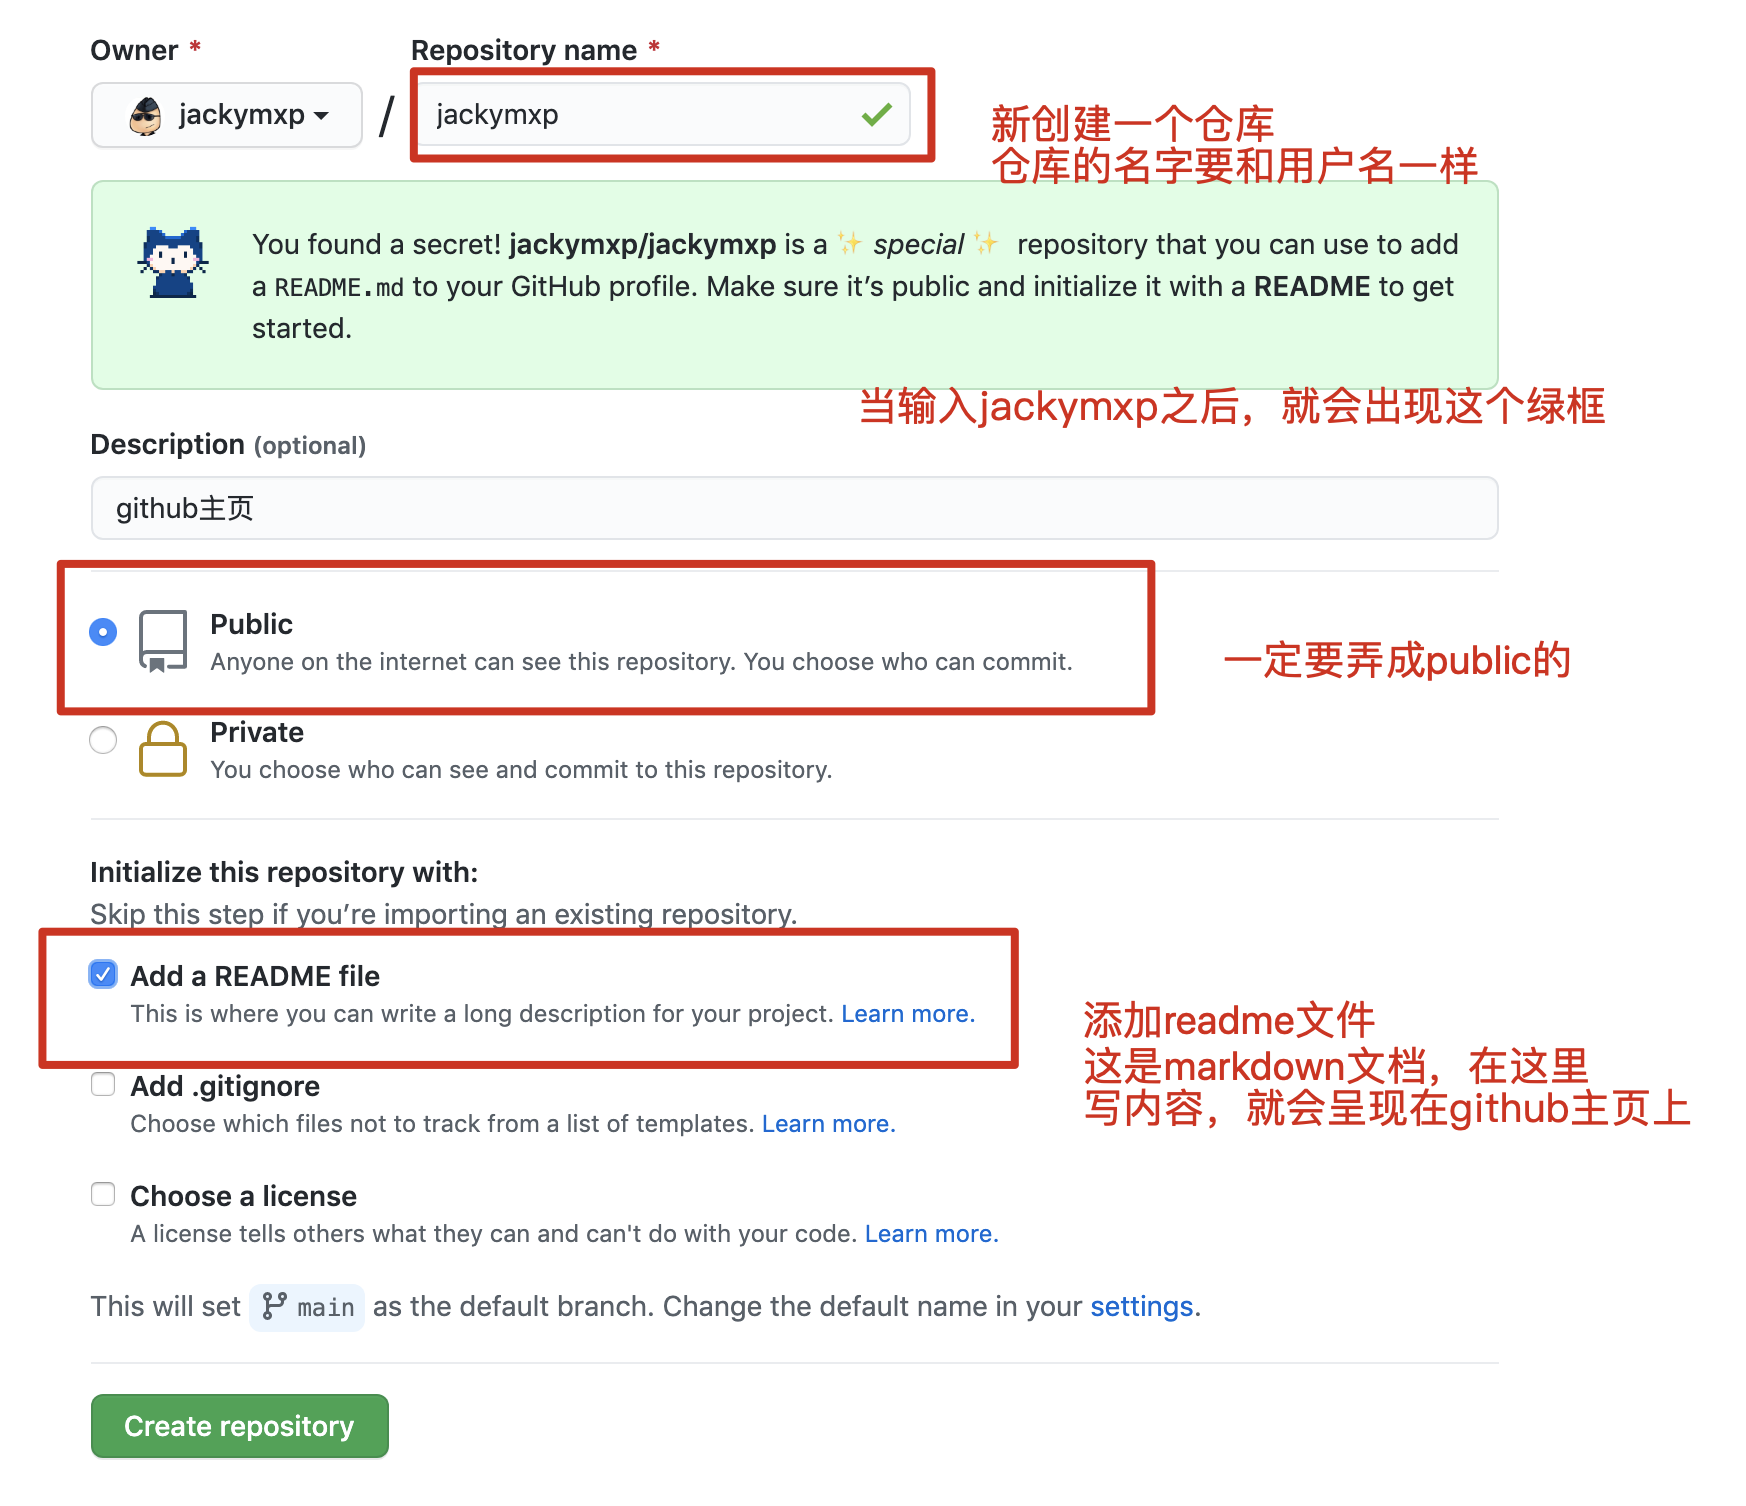 Owner * Repository name *
jackymxp / jackymxp
新创建一个仓库
仓库的名字要和用户名一样
You found a secret! jackymxp/jackymxp is a ✨ special ✨ repository that you can use to add
a README.md to your GitHub profile. Make sure it’s public and initialize it with a README to get
started.
当输入jackymxp之后，就会出现这个绿框
Description (optional)
github主页
Public
Anyone on the internet can see this repository. You choose who can commit.
一定要弄成public的
Private
You choose who can see and commit to this repository.
Initialize this repository with:
Skip this step if you’re importing an existing repository.
Add a README file
This is where you can write a long description for your project. Learn more.
添加readme文件
这是markdown文档，在这里
写内容，就会呈现在github主页上
Add .gitignore
Choose which files not to track from a list of templates. Learn more.
Choose a license
A license tells others what they can and can't do with your code. Learn more.
This will set main as the default branch. Change the default name in your settings.
Create repository